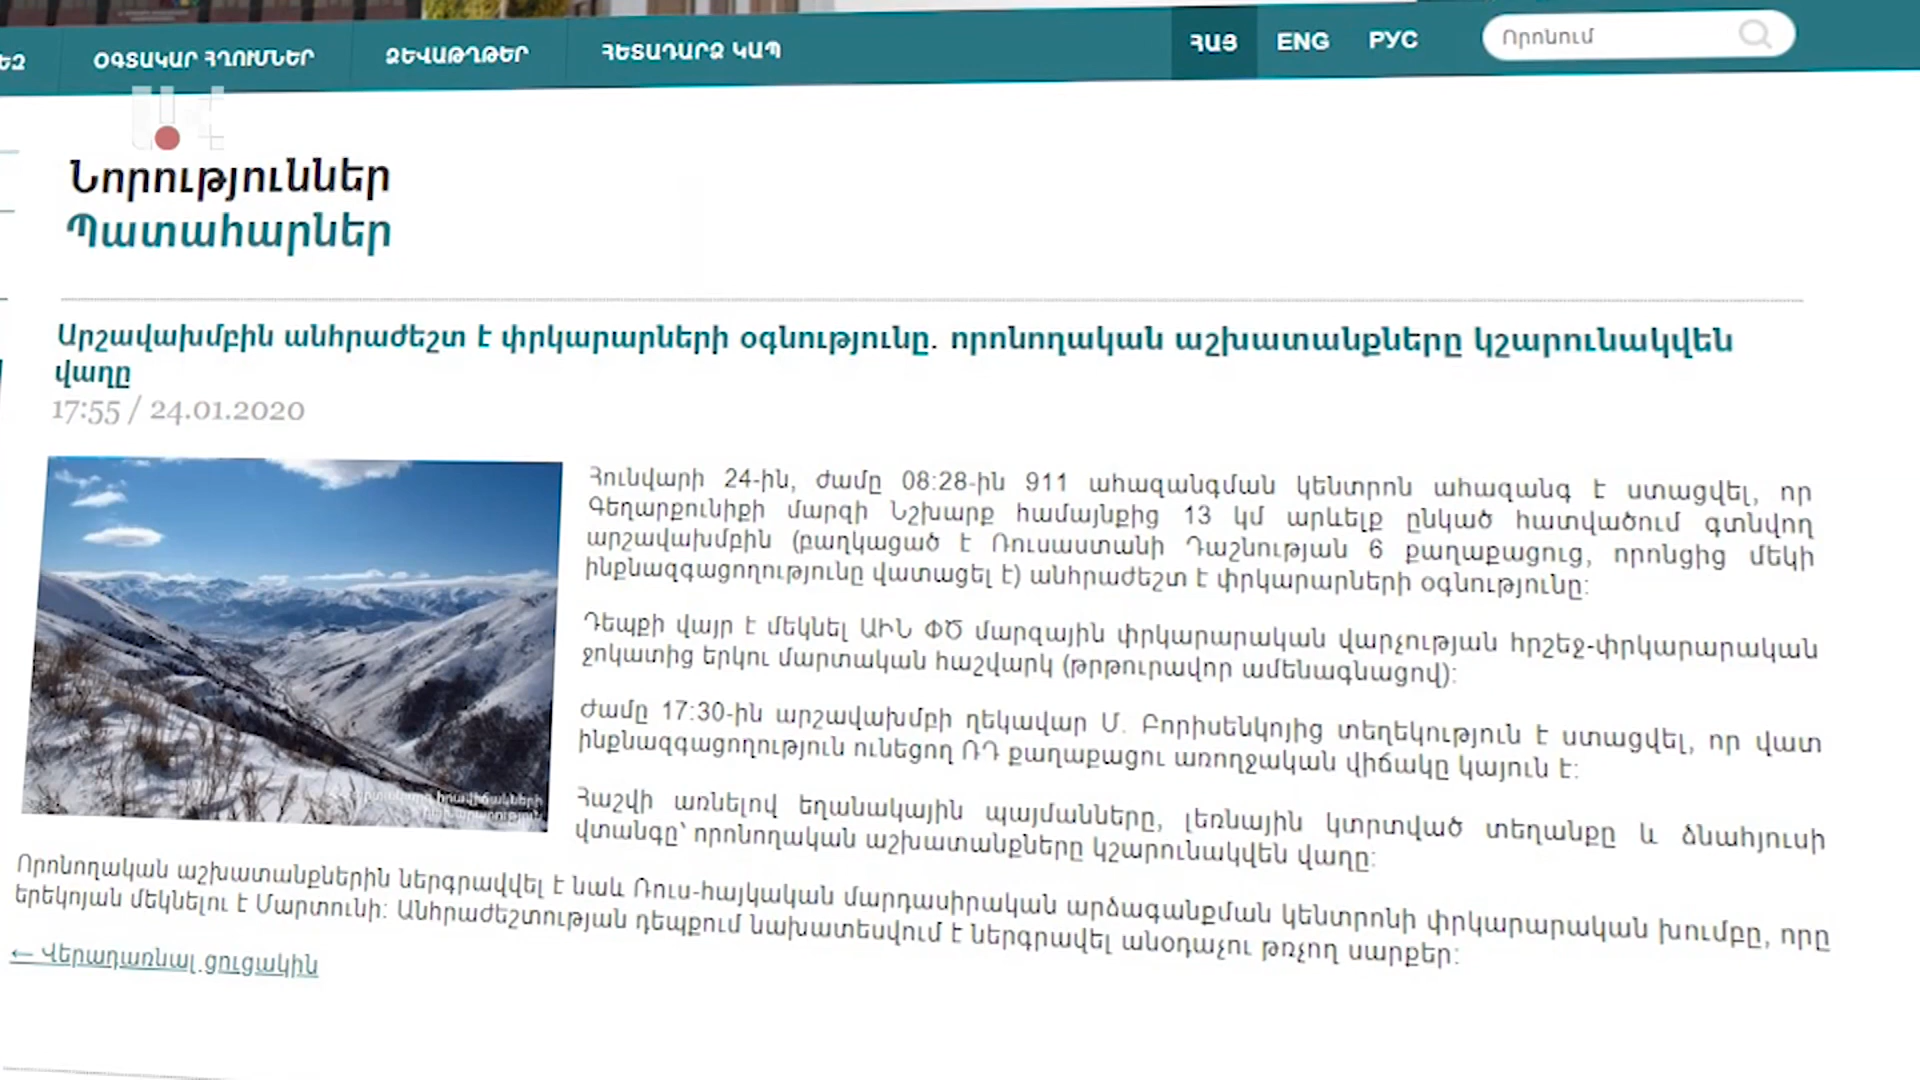 ՕԳՏԱԿԱՐ ՀՂՈՒՄՆԵՐ
ՁԵՎԱԹՂԹԵՐ
ՀԵՏԱԴԱՐՁ ԿԱՊ
ՀԱՅ
ENG
РУС
Որոնում
Նորություններ
Պատահարներ
Արշավախմբին անհրաժեշտ է փրկարարների օգնությունը. որոնողական աշխատանքները կշարունակվեն
վաղը
17:55 / 24.01.2020
Հունվարի 24-ին, ժամը 08:28-ին 911 ահազանգման կենտրոն ահազանգ է ստացվել, որ
Գեղարքունիքի մարզի Նշխարք համայնքից 13 կմ արևելք ընկած հատվածում գտնվող
արշավախմբին (բաղկացած է Ռուսաստանի Դաշնության 6 քաղաքացուց, որոնցից մեկի
ինքնազգացողությունը վատացել է) անհրաժեշտ է փրկարարների օգնությունը:
Դեպքի վայր է մեկնել ԱԻՆ ՓԾ մարզային փրկարարական վարչության հրշեջ-փրկարարական
ջոկատից երկու մարտական հաշվարկ (թրթուրավոր ամենագնացով):
Ժամը 17:30-ին արշավախմբի ղեկավար Մ. Բորիսենկոյից տեղեկություն է ստացվել, որ վատ
ինքնազգացողություն ունեցող ՌԴ քաղաքացու առողջական վիճակը կայուն է:
Հաշվի առնելով եղանակային պայմանները, լեռնային կտրտված տեղանքը և ձնահյուսի
վտանգը՝ որոնողական աշխատանքները կշարունակվեն վաղը:
Որոնողական աշխատանքներին ներգրավվել է նաև Ռուս-հայկական մարդասիրական արձագանքման կենտրոնի փրկարարական խումբը, որը
երեկոյան մեկնելու է Մարտունի: Անհրաժեշտության դեպքում նախատեսվում է ներգրավել անօդաչու թռչող սարքեր:
← Վերադառնալ ցուցակին